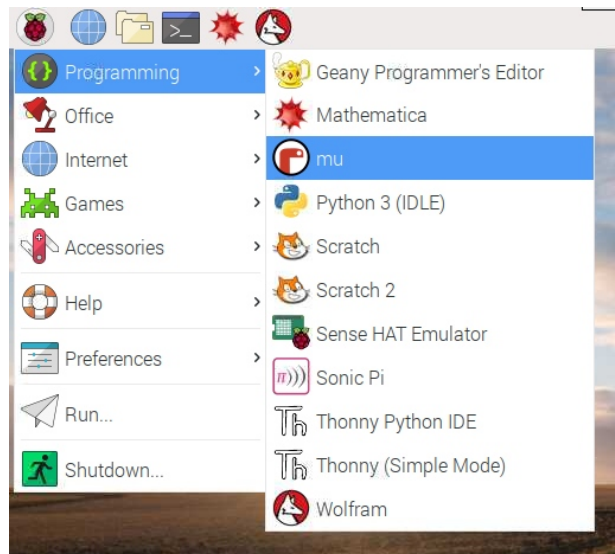 Programming
Office
Internet
Games
Accessories
Help
Preferences
Run...
Shutdown...
Geany Programmer's Editor
Mathematica
mu
Python 3 (IDLE)
Scratch
Scratch 2
Sense HAT Emulator
Sonic Pi
Thonny Python IDE
Thonny (Simple Mode)
Wolfram